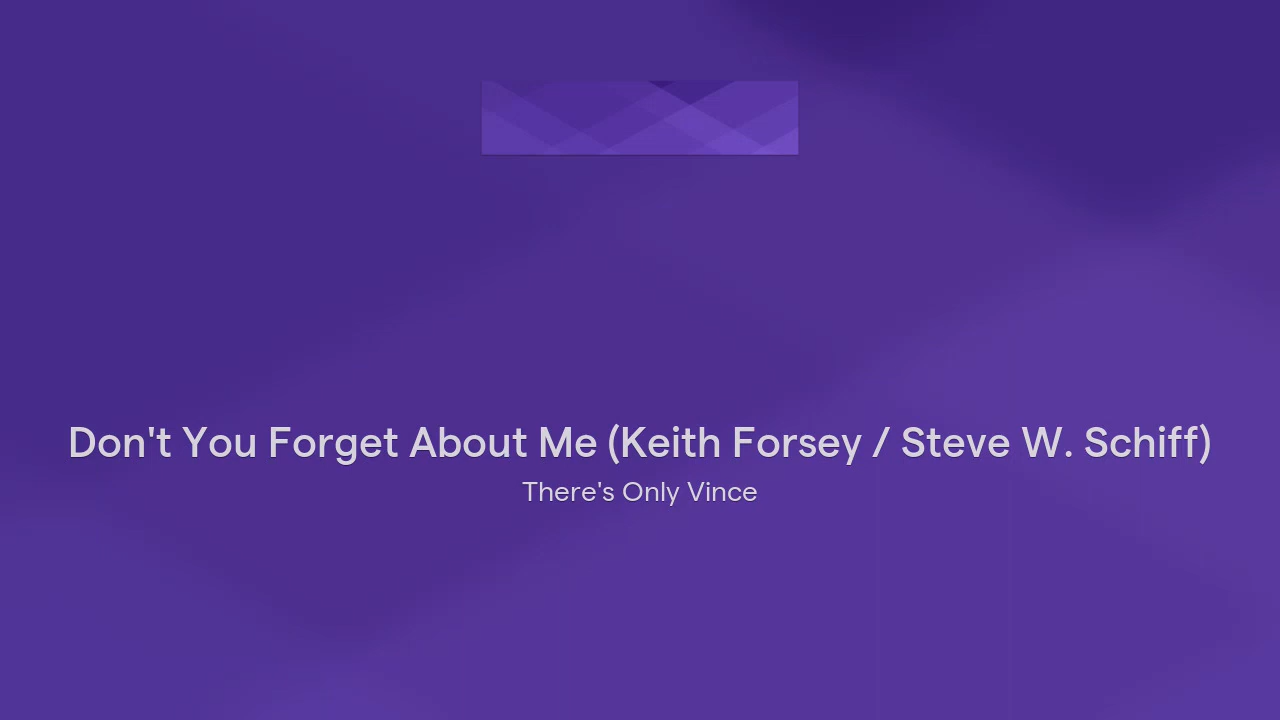 Don't You Forget About Me (Keith Forsey / Steve W. Schiff)
There's Only Vince